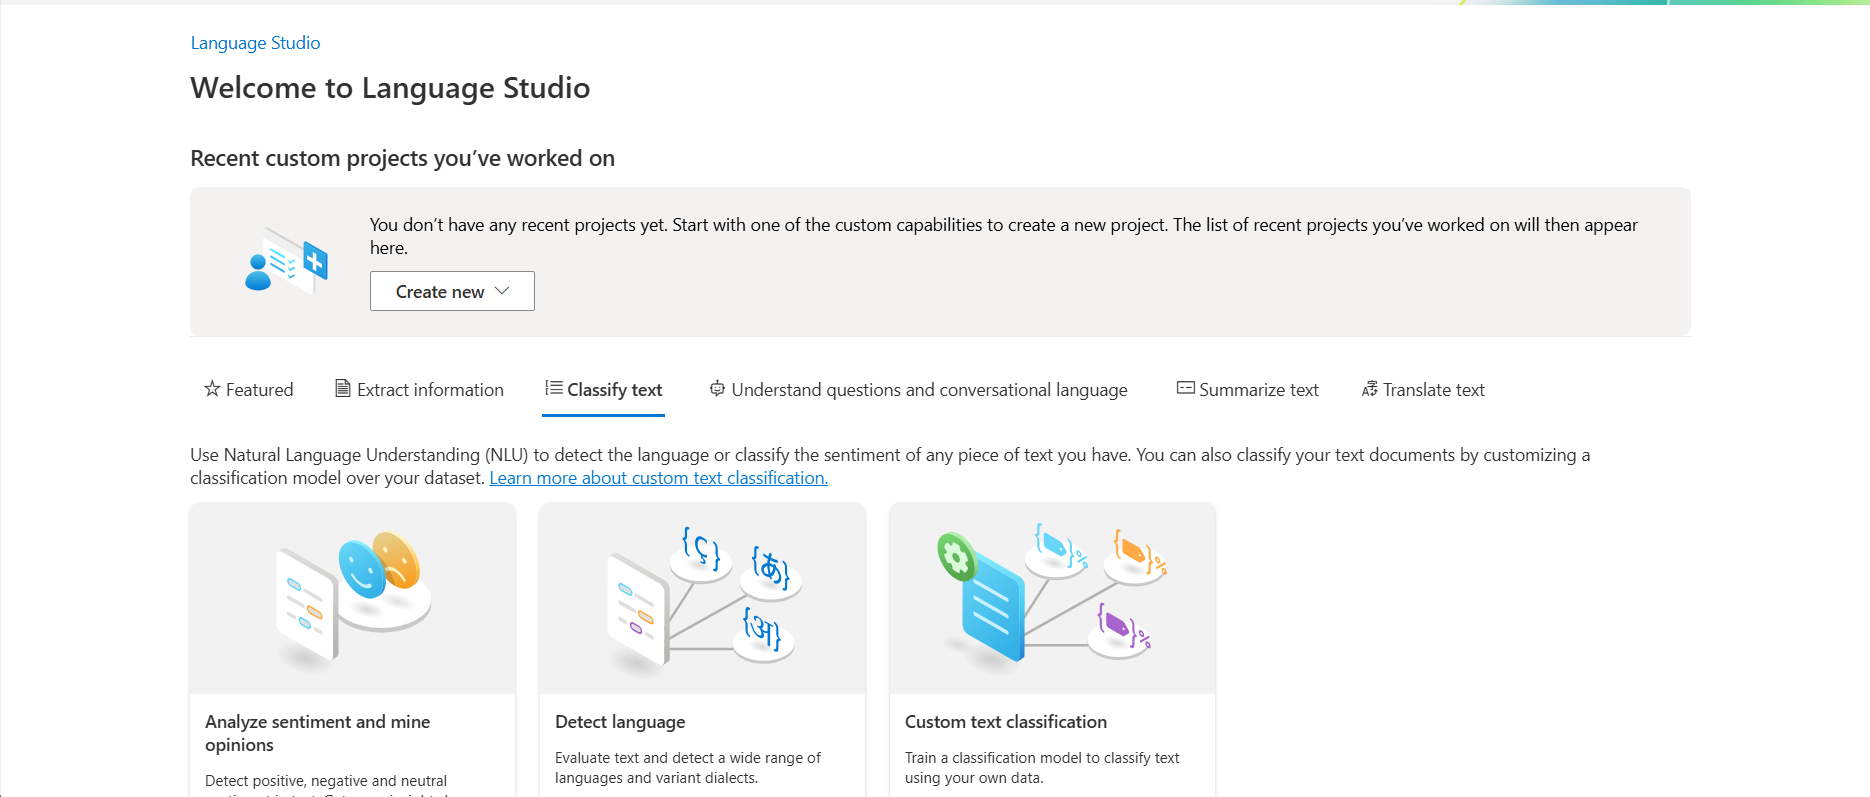 Language Studio
Welcome to Language Studio
Recent custom projects you’ve worked on
You don’t have any recent projects yet. Start with one of the custom capabilities to create a new project. The list of recent projects you’ve worked on will then appear
here.
Create new
Featured
Extract information
Classify text
Understand questions and conversational language
Summarize text
Translate text
Use Natural Language Understanding (NLU) to detect the language or classify the sentiment of any piece of text you have. You can also classify your text documents by customizing a
classification model over your dataset. Learn more about custom text classification.
{ç}
{あ}
{अ}
Analyze sentiment and mine
opinions
Detect positive, negative and neutral
Detect language
Evaluate text and detect a wide range of
languages and variant dialects.
Custom text classification
Train a classification model to classify text
using your own data.